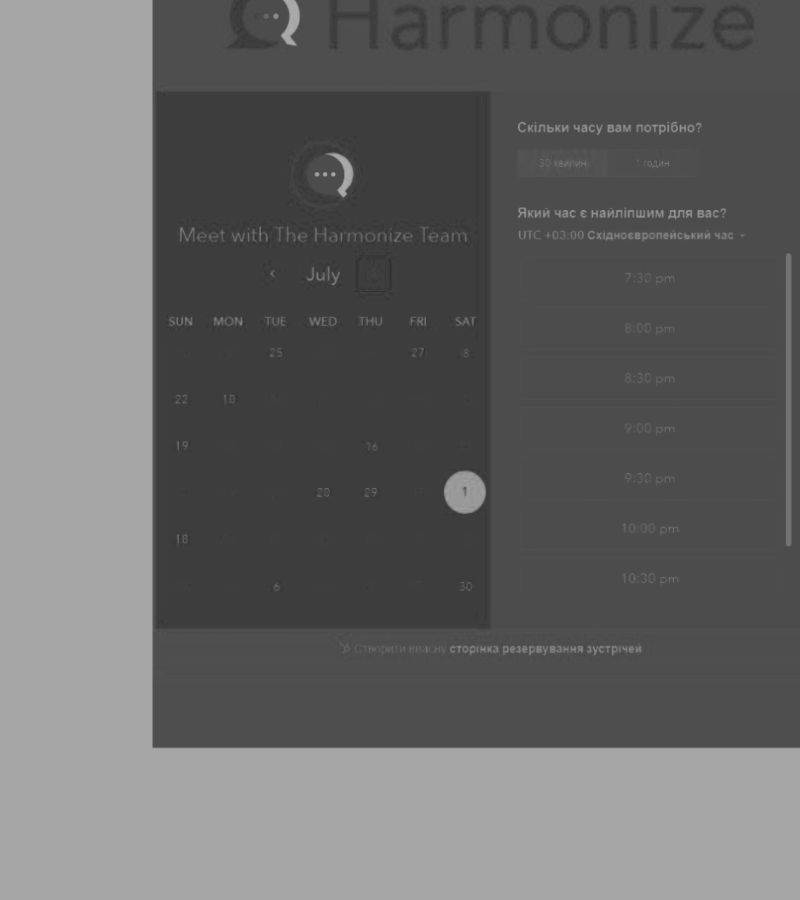 Harmonize
Meet with The Harmonize Team
July
SUN MON TUE WED THU FRI SAT
25 27 8
22 10
19 16
20 29 1
18
6 30
Скільки часу вам потрібно?
30 хвилин 1 годин
Який час є найліпшим для вас?
UTC +03:00 Східноєвропейський час
7:30 pm
8:00 pm
8:30 pm
9:00 pm
9:30 pm
10:00 pm
10:30 pm
Створити власну сторінка резервування зустрічей